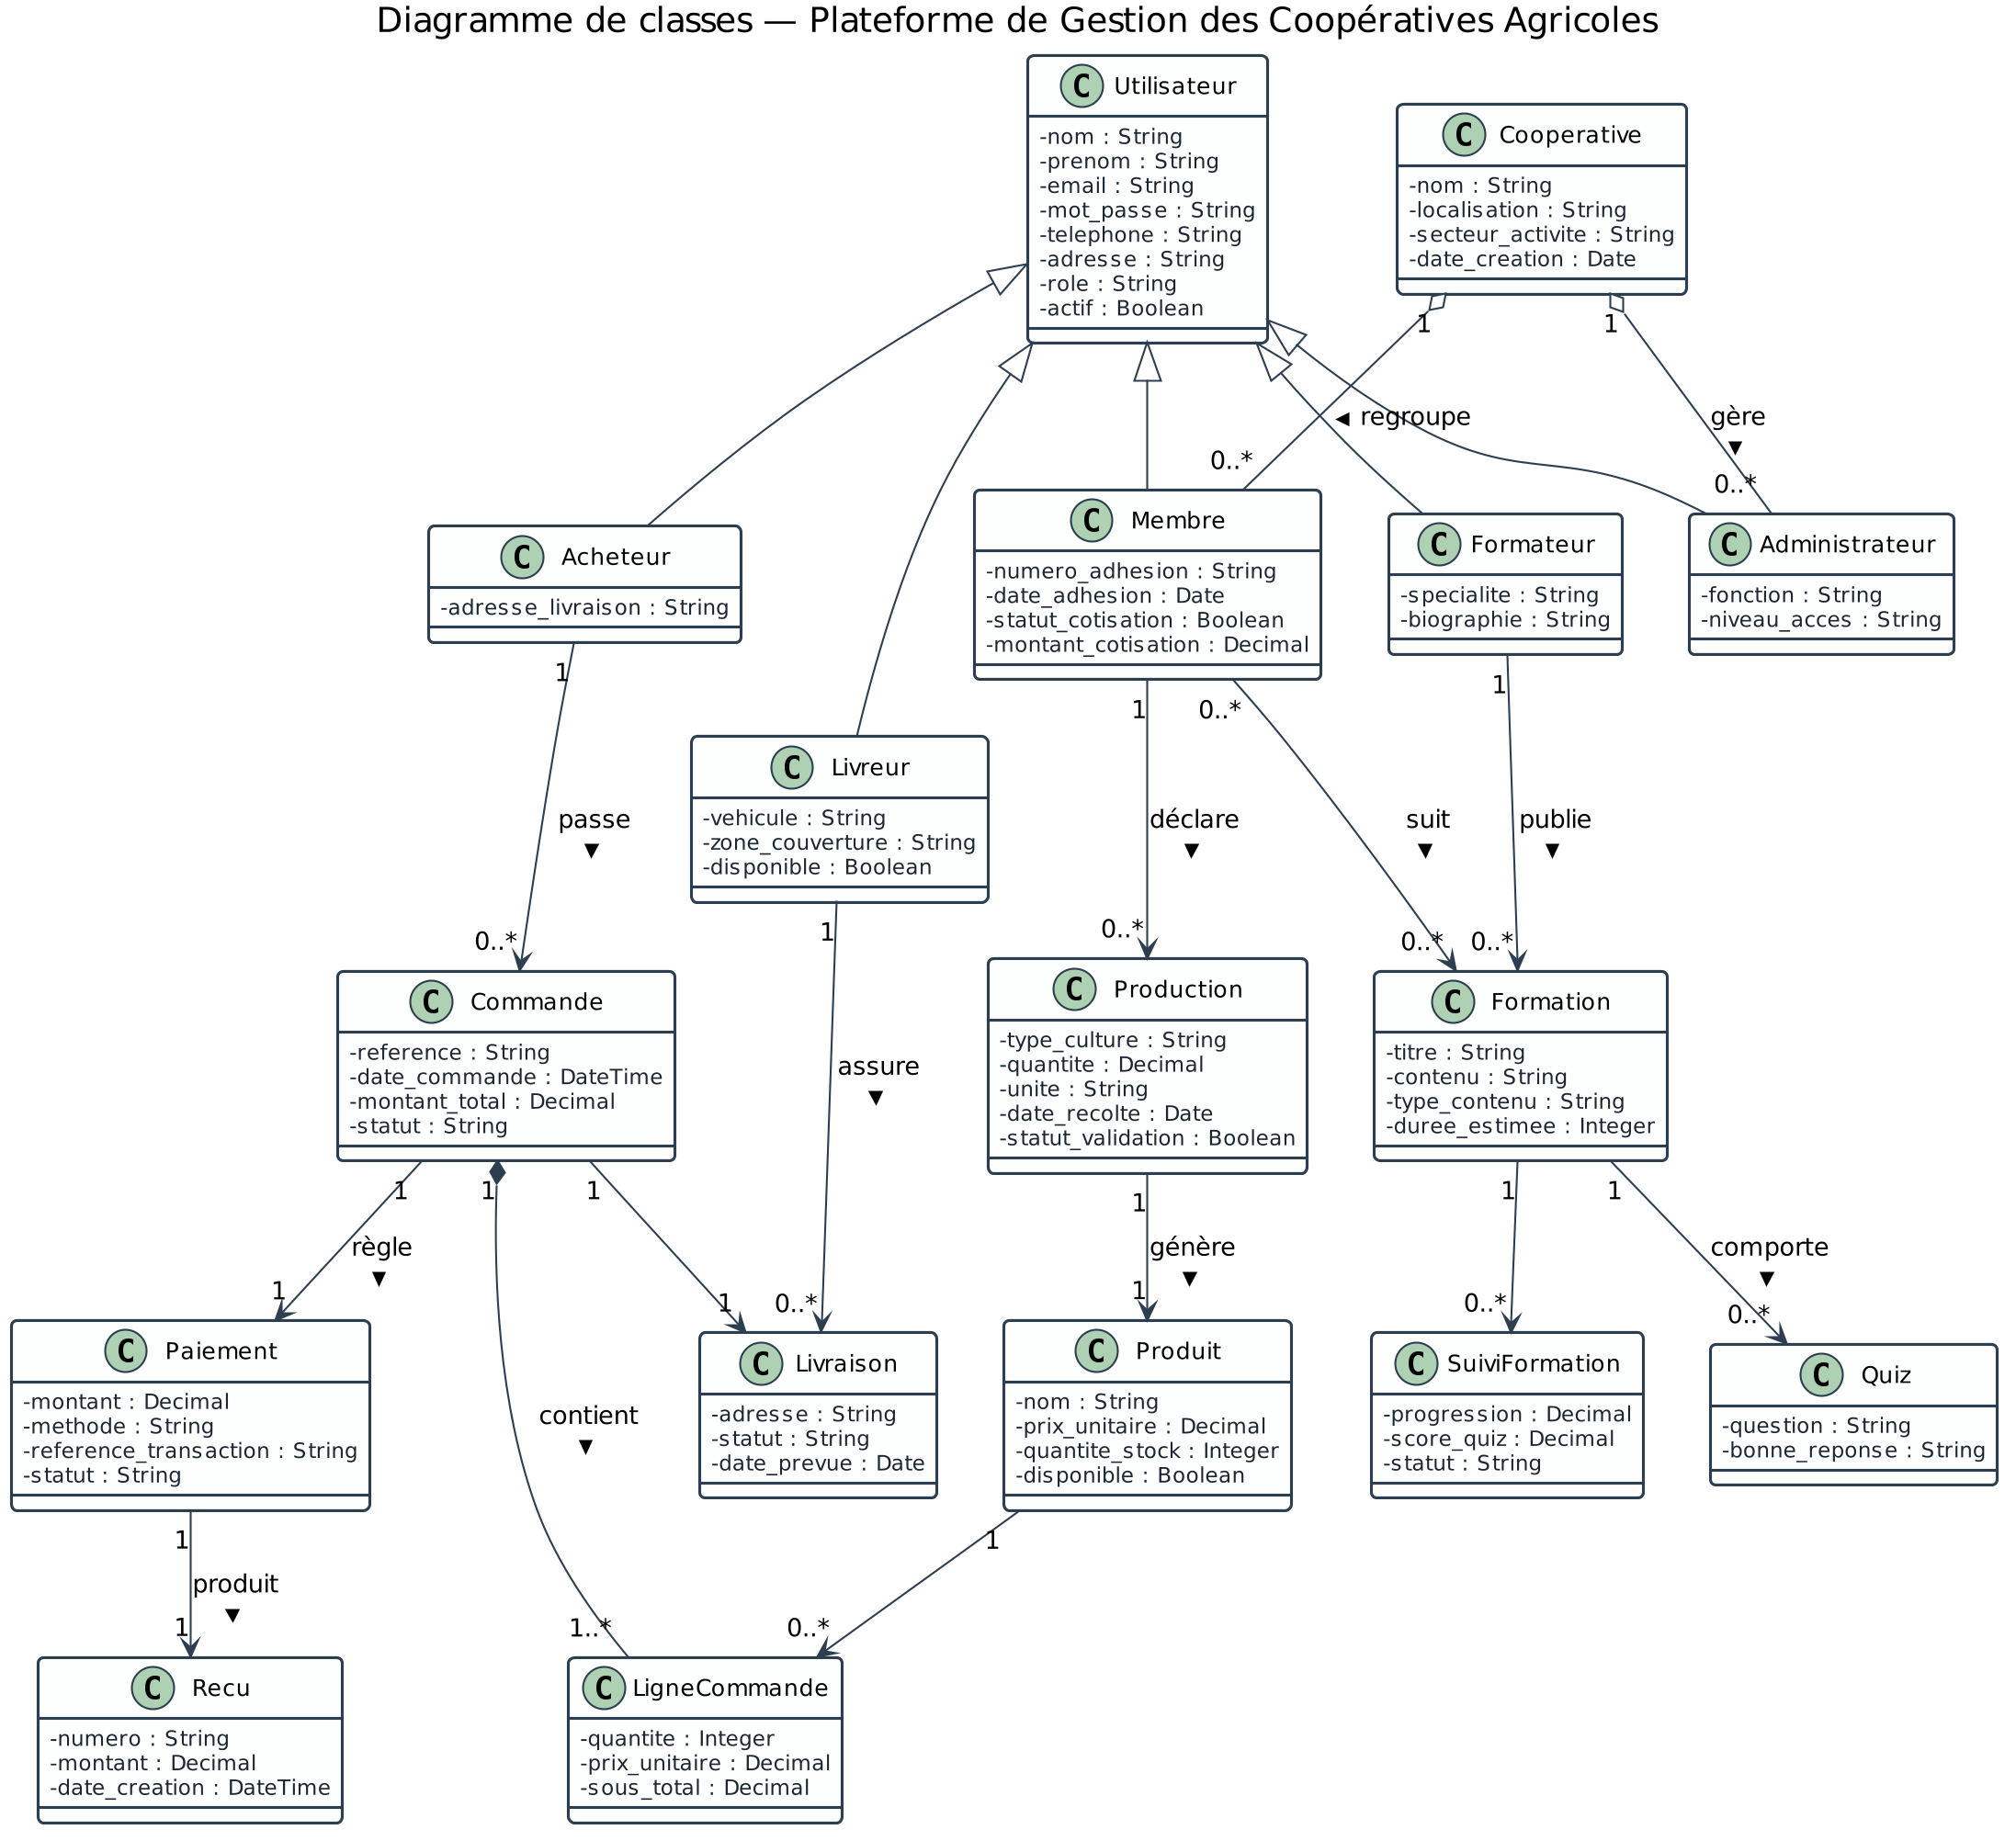 Diagramme de classes — Plateforme de Gestion des Coopératives Agricoles
C Utilisateur
-nom : String
-prenom : String
-email : String
-mot_passe : String
-telephone : String
-adresse : String
-role : String
-actif : Boolean
C Cooperative
-nom : String
-localisation : String
-secteur_activite : String
-date_creation : Date
1
1
◄ regroupe
gère
▼
0..*
0..*
C Acheteur
-adresse_livraison : String
C Membre
-numero_adhesion : String
-date_adhesion : Date
-statut_cotisation : Boolean
-montant_cotisation : Decimal
C Formateur
-specialite : String
-biographie : String
C Administrateur
-fonction : String
-niveau_acces : String
1
1
0..*
1
C Livreur
-vehicule : String
-zone_couverture : String
-disponible : Boolean
passe
▼
déclare
▼
suit
▼
publie
▼
0..*
1
0..*
0..*
0..*
C Commande
-reference : String
-date_commande : DateTime
-montant_total : Decimal
-statut : String
assure
▼
C Production
-type_culture : String
-quantite : Decimal
-unite : String
-date_recolte : Date
-statut_validation : Boolean
C Formation
-titre : String
-contenu : String
-type_contenu : String
-duree_estimee : Integer
1
1
1
1
1
1
règle
▼
génère
▼
comporte
▼
1
1
0..*
1
0..*
0..*
C Paiement
-montant : Decimal
-methode : String
-reference_transaction : String
-statut : String
contient
▼
C Livraison
-adresse : String
-statut : String
-date_prevue : Date
C Produit
-nom : String
-prix_unitaire : Decimal
-quantite_stock : Integer
-disponible : Boolean
C SuiviFormation
-progression : Decimal
-score_quiz : Decimal
-statut : String
C Quiz
-question : String
-bonne_reponse : String
1
1
produit
▼
1
1..*
0..*
C Recu
-numero : String
-montant : Decimal
-date_creation : DateTime
C LigneCommande
-quantite : Integer
-prix_unitaire : Decimal
-sous_total : Decimal